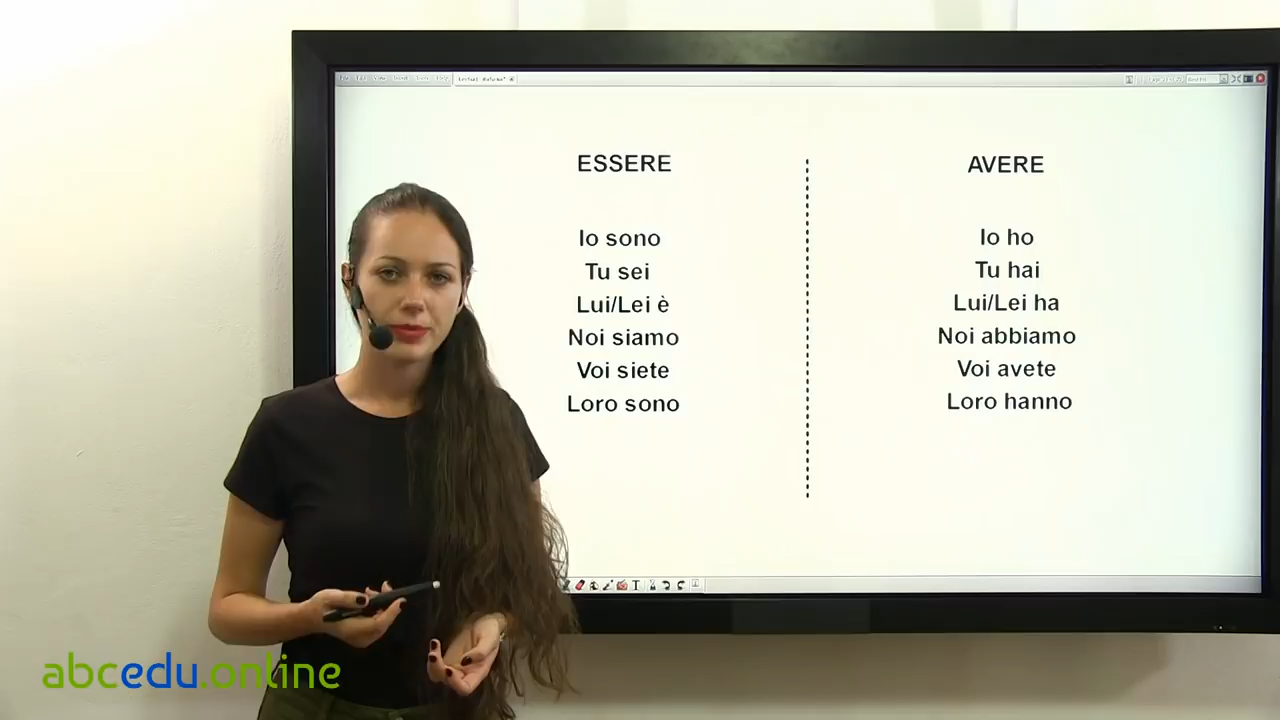 ESSERE
Io sono
Tu sei
Lui/Lei è
Noi siamo
Voi siete
Loro sono
AVERE
Io ho
Tu hai
Lui/Lei ha
Noi abbiamo
Voi avete
Loro hanno
abcedu.online